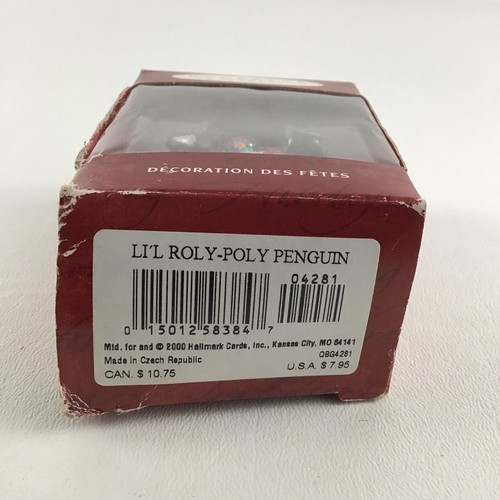 DÉCORATION DES FÊTES
LI'L ROLY-POLY PENGUIN
04281
0 15012 58384 7
Mfd. for and © 2000 Hallmark Cards, Inc., Kansas City, MO 64141
Made in Czech Republic
QBG4281
CAN. $ 10.75
U.S.A. $ 7.95